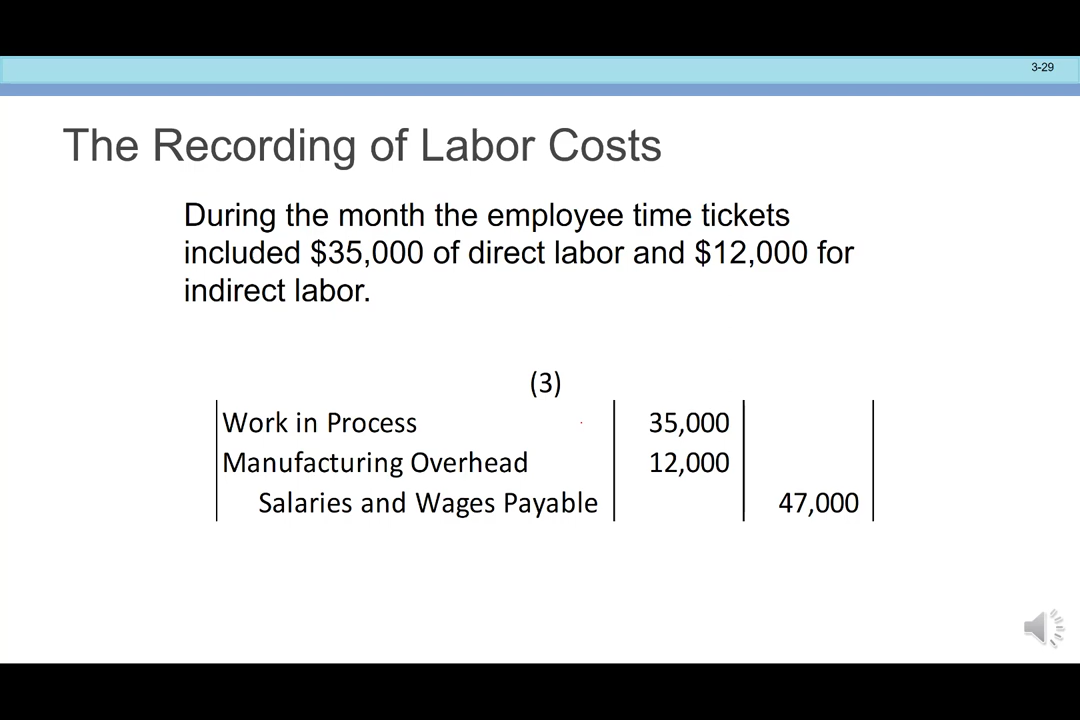 3-29
The Recording of Labor Costs
During the month the employee time tickets
included $35,000 of direct labor and $12,000 for
indirect labor.
(3)
Work in Process 35,000
Manufacturing Overhead 12,000
Salaries and Wages Payable 47,000